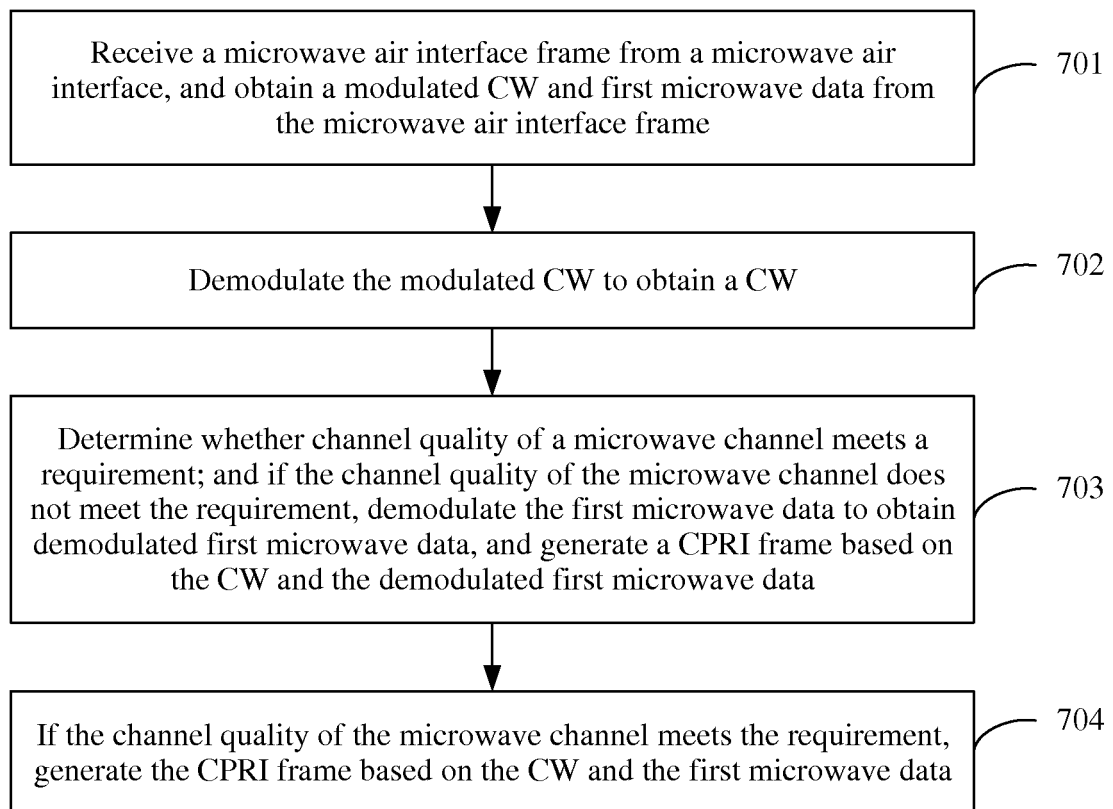 Receive a microwave air interface frame from a microwave air
interface, and obtain a modulated CW and first microwave data from
the microwave air interface frame
701
Demodulate the modulated CW to obtain a CW
702
Determine whether channel quality of a microwave channel meets a
requirement; and if the channel quality of the microwave channel does
not meet the requirement, demodulate the first microwave data to obtain
demodulated first microwave data, and generate a CPRI frame based on
the CW and the demodulated first microwave data
703
If the channel quality of the microwave channel meets the requirement,
generate the CPRI frame based on the CW and the first microwave data
704